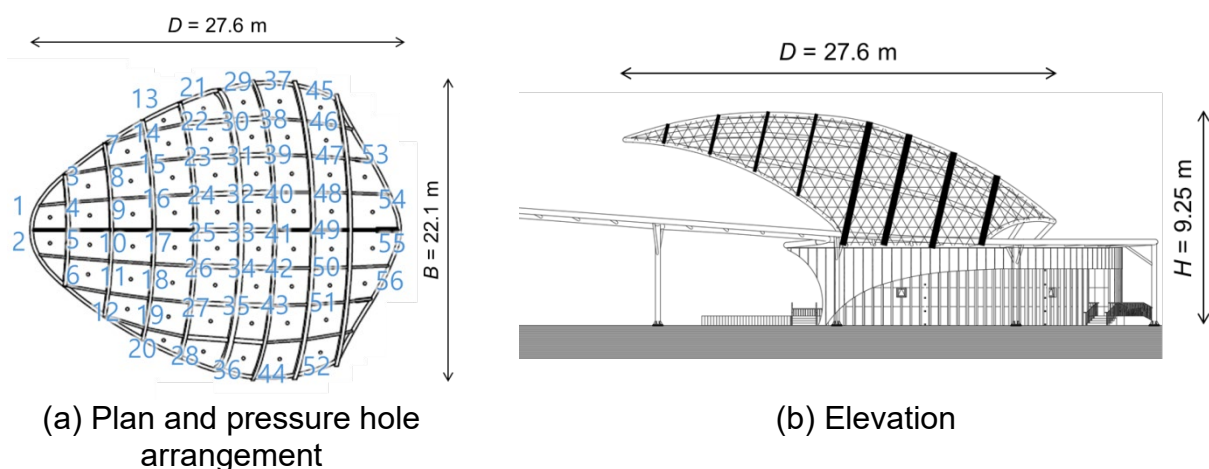 D = 27.6 m
29 37
21 45
13
22 30 38 46
14
7
15 23 31 39 47 53
3 8
16 24 32 40 48 54
1 4 9
2 5 10 17 25 33 41 49 55
26 34 42 50
6 11 18 56
27 35 43 51
12 19
20 28 36 44 52
B = 22.1 m
(a) Plan and pressure hole
arrangement
D = 27.6 m
H = 9.25 m
(b) Elevation